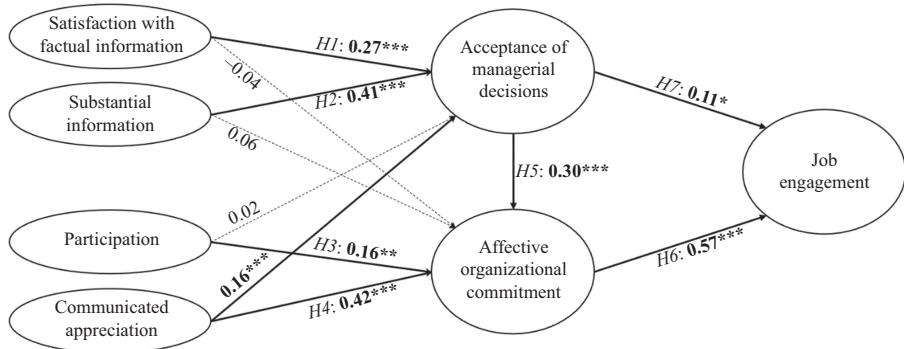 Satisfaction with
factual information
Substantial
information
Participation
Communicated
appreciation
H1: 0.27***
–0.04
H2: 0.41***
0.06
0.02
H3: 0.16**
0.16***
H4: 0.42***
Acceptance of
managerial
decisions
H5: 0.30***
Affective
organizational
commitment
H7: 0.11*
H6: 0.57***
Job
engagement